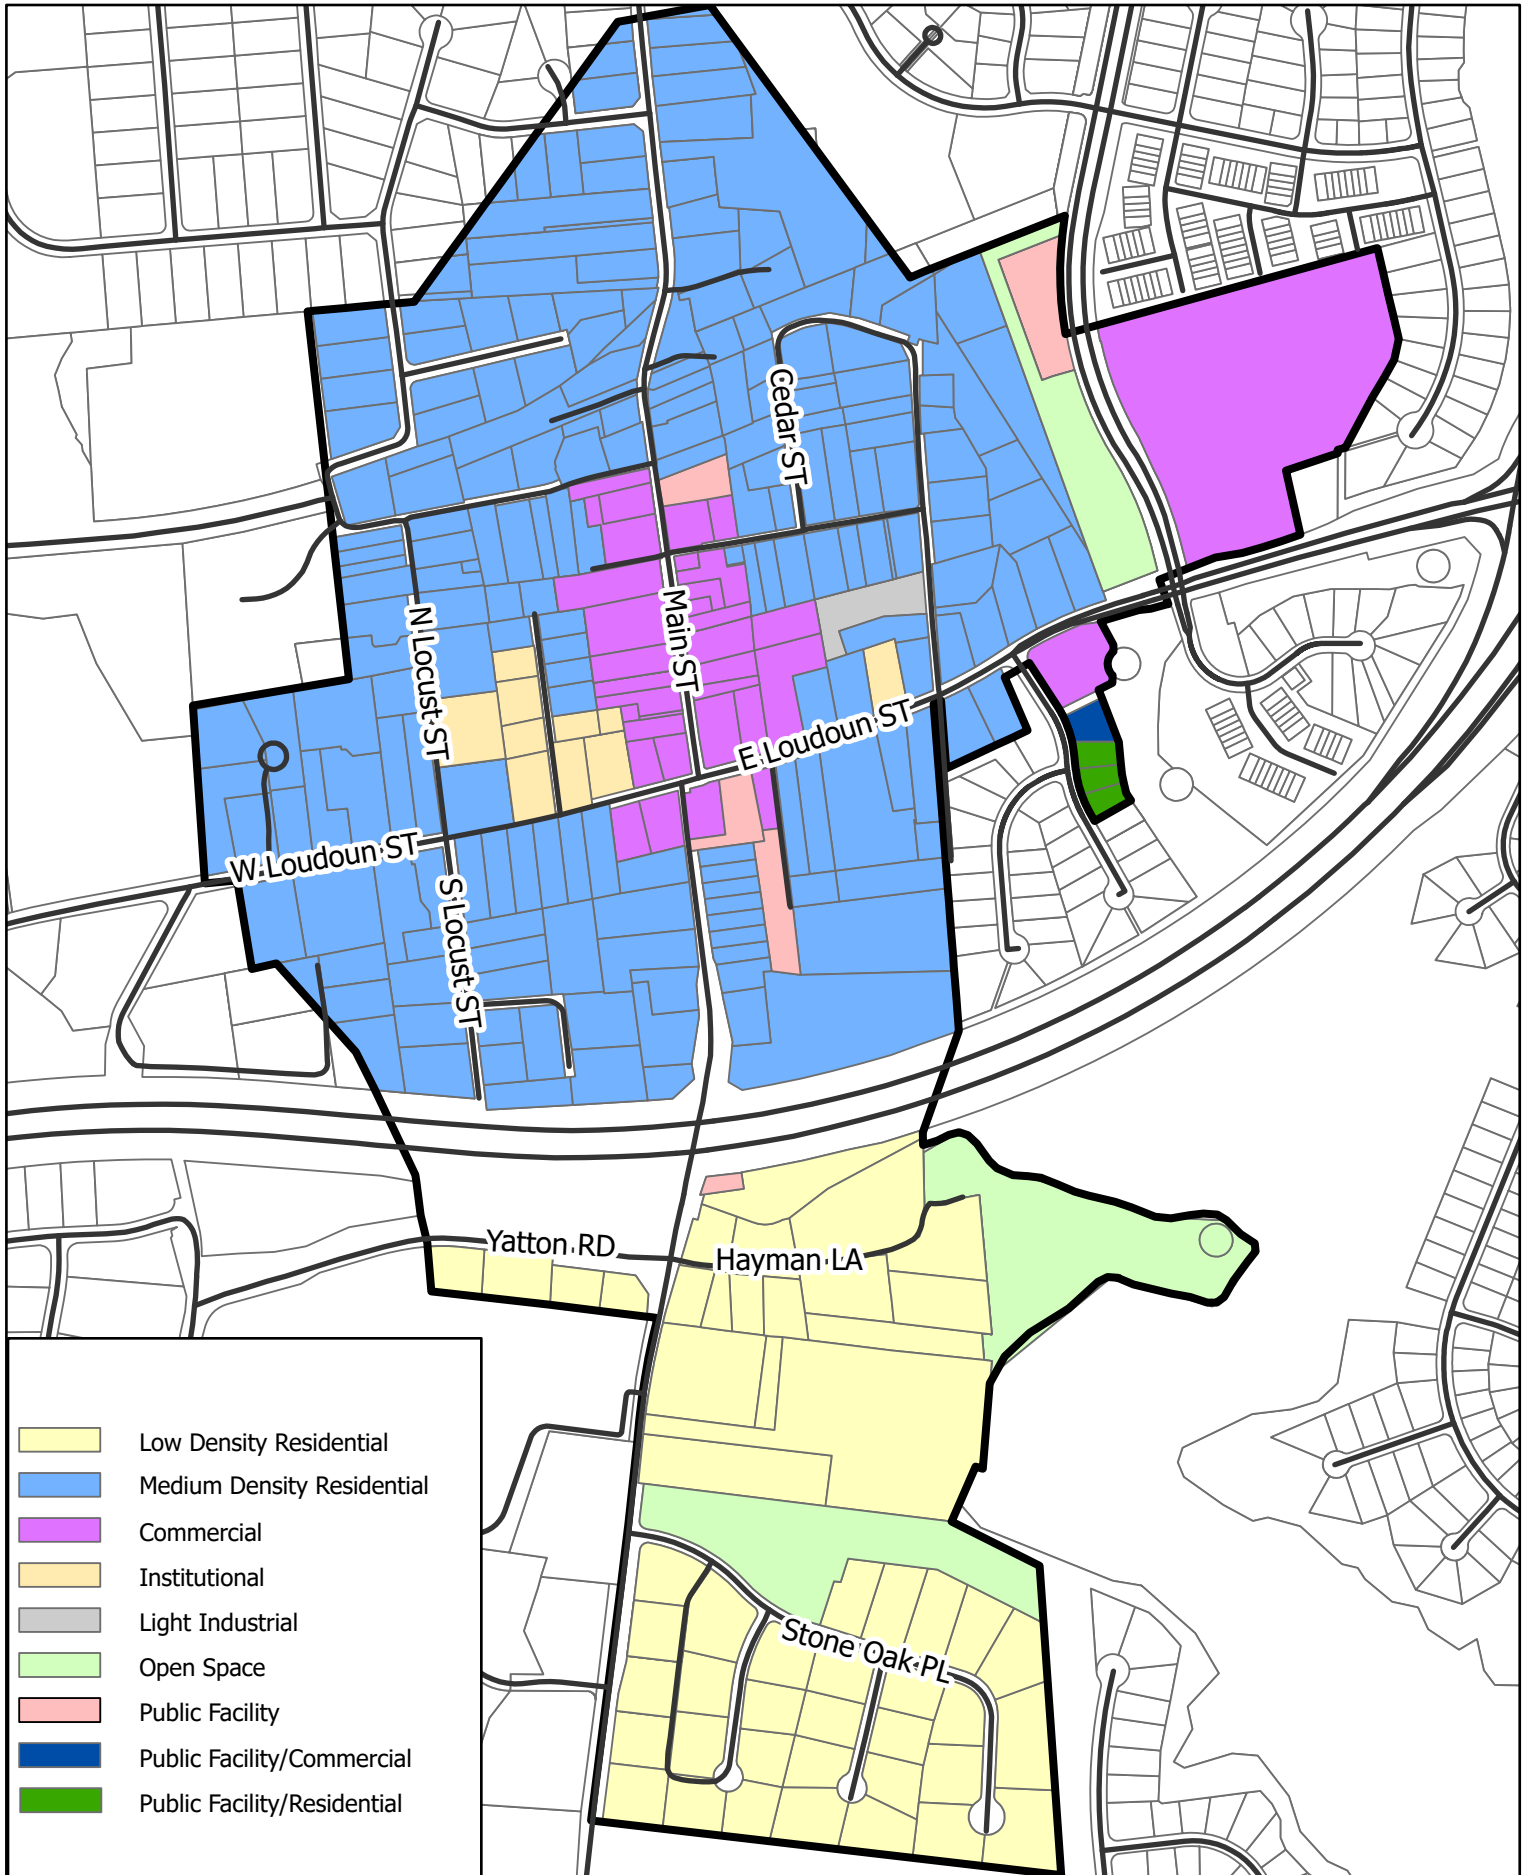 Cedar ST
N Locust ST
Main ST
E Loudoun ST
W Loudoun ST
S Locust ST
Yatton RD
Hayman LA
Stone Oak PL
Low Density Residential
Medium Density Residential
Commercial
Institutional
Light Industrial
Open Space
Public Facility
Public Facility/Commercial
Public Facility/Residential